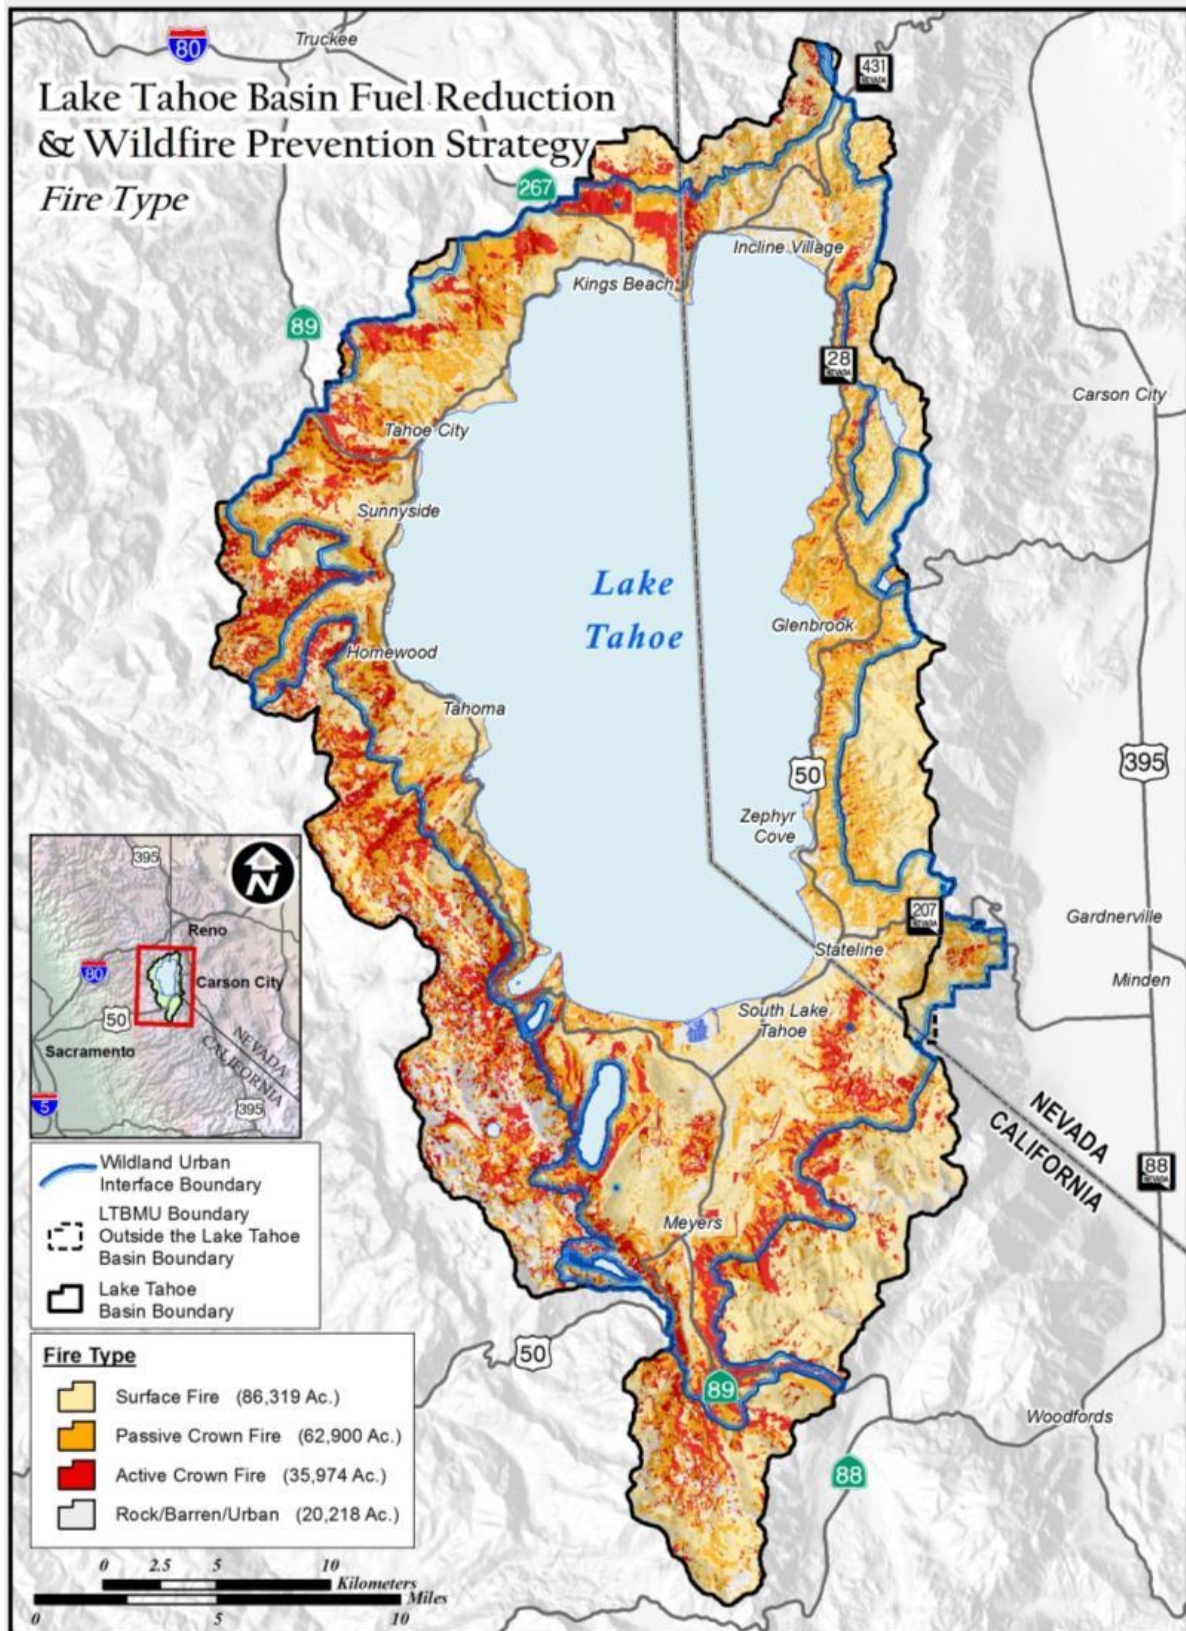 80
Truckee
431
NEVADA
Lake Tahoe Basin Fuel Reduction
& Wildfire Prevention Strategy
Fire Type
267
Incline Village
Kings Beach
89
28
NEVADA
Carson City
Tahoe City
Sunnyside
Lake
Tahoe
Glenbrook
Homewood
Tahoma
50
395
Zephyr
Cove
207
NEVADA
Gardnerville
Stateline
Minden
South Lake
Tahoe
NEVADA
CALIFORNIA
88
NEVADA
Meyers
50
89
Woodfords
88
395
N
Reno
80
Carson City
50
Sacramento
NEVADA
CALIFORNIA
5
395
Wildland Urban
Interface Boundary
LTBMU Boundary
Outside the Lake Tahoe
Basin Boundary
Lake Tahoe
Basin Boundary
Fire Type
Surface Fire (86,319 Ac.)
Passive Crown Fire (62,900 Ac.)
Active Crown Fire (35,974 Ac.)
Rock/Barren/Urban (20,218 Ac.)
0 2.5 5 10
Kilometers
Miles
0 5 10